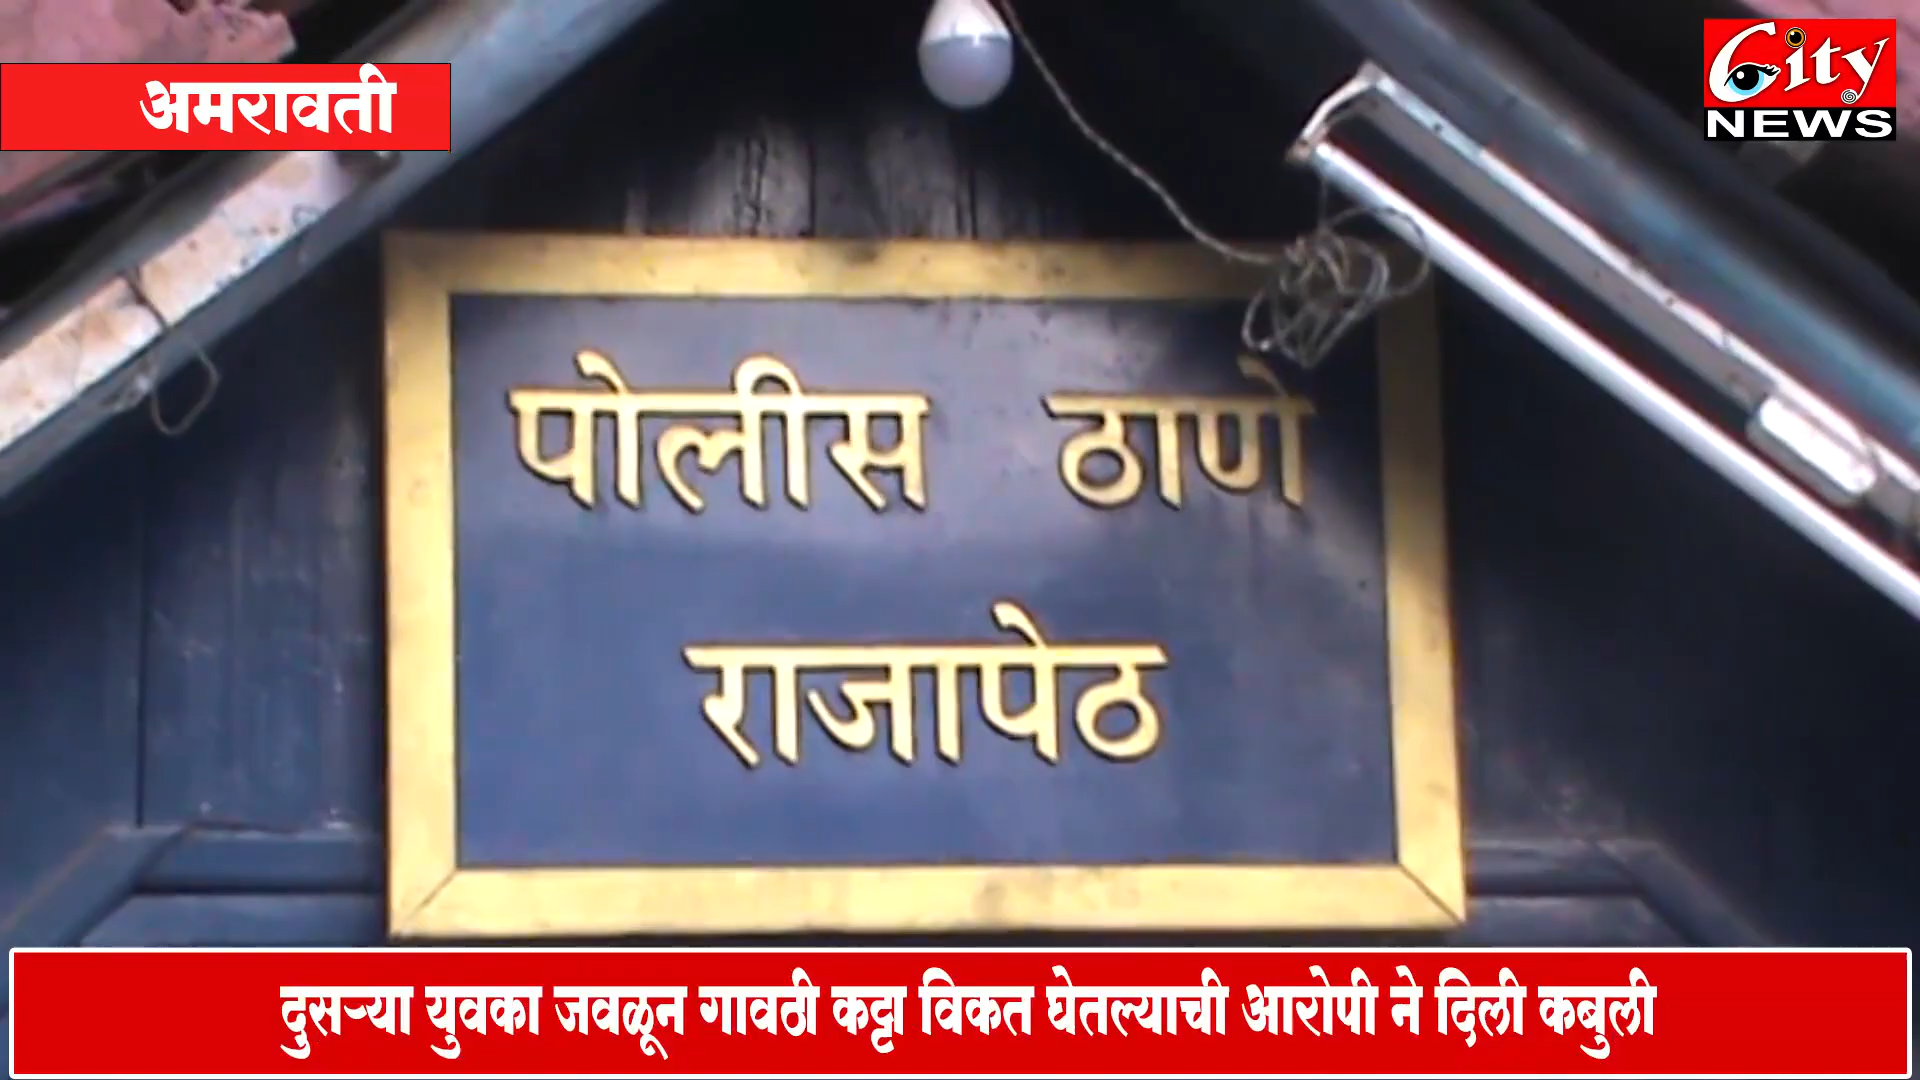 अमरावती
City
NEWS
पोलीस ठाणे
राजापेठ
दुसऱ्या युवका जवळून गावठी कट्टा विकत घेतल्याची आरोपी ने दिली कबुली